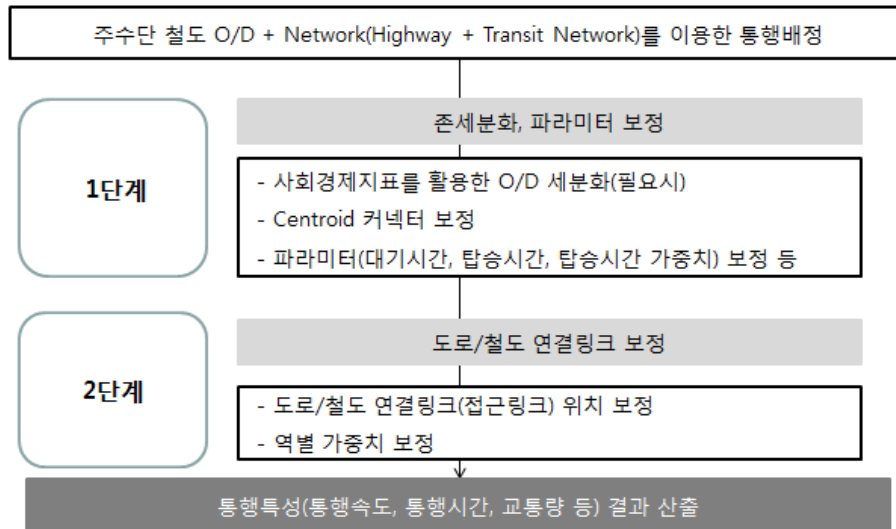 주수단 철도 O/D + Network(Highway + Transit Network)를 이용한 통행배정
존세분화, 파라미터 보정
1단계
- 사회경제지표를 활용한 O/D 세분화(필요시)
- Centroid 커넥터 보정
- 파라미터(대기시간, 탑승시간, 탑승시간 가중치) 보정 등
도로/철도 연결링크 보정
2단계
- 도로/철도 연결링크(접근링크) 위치 보정
- 역별 가중치 보정
통행특성(통행속도, 통행시간, 교통량 등) 결과 산출